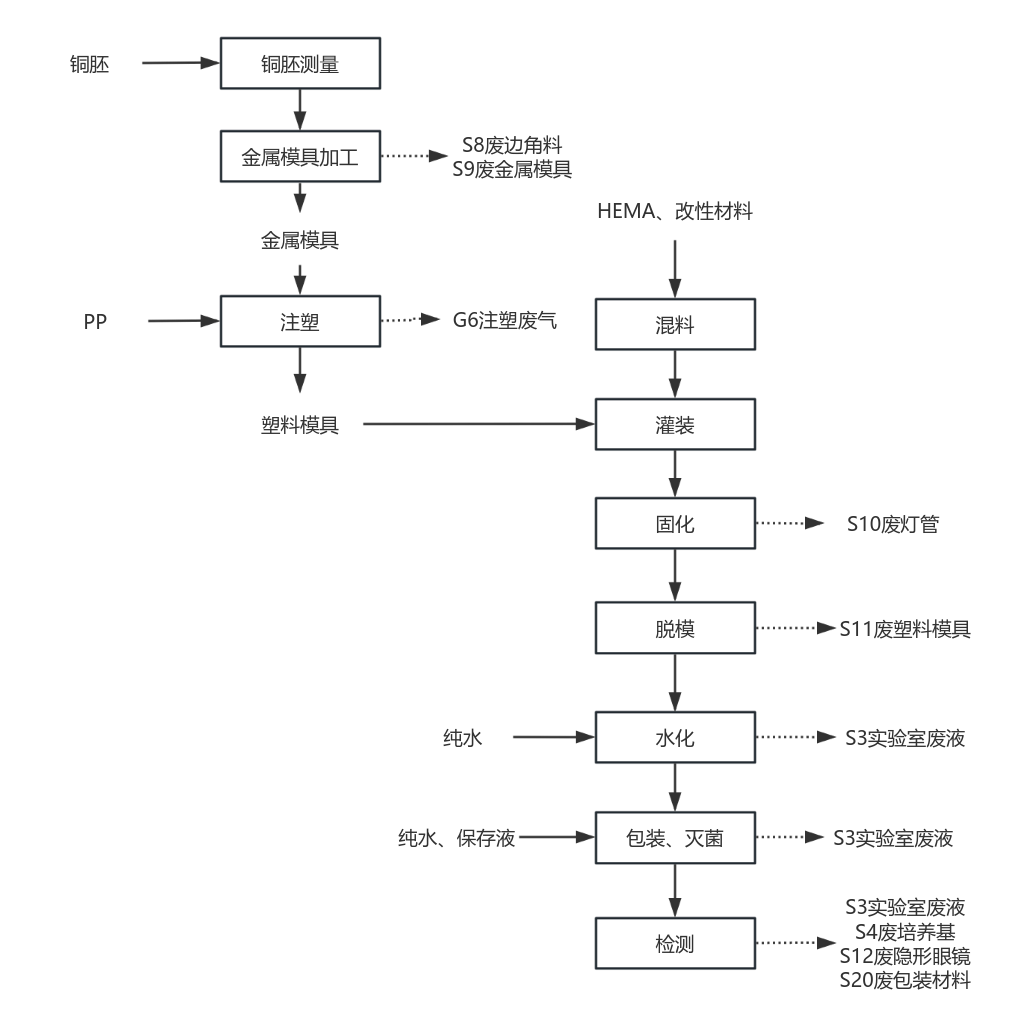 铜胚
铜胚测量
金属模具加工
S8废边角料
S9废金属模具
金属模具
HEMA、改性材料
PP
注塑
G6注塑废气
混料
塑料模具
灌装
固化
S10废灯管
脱模
S11废塑料模具
纯水
水化
S3实验室废液
纯水、保存液
包装、灭菌
S3实验室废液
检测
S3实验室废液
S4废培养基
S12废隐形眼镜
S20废包装材料